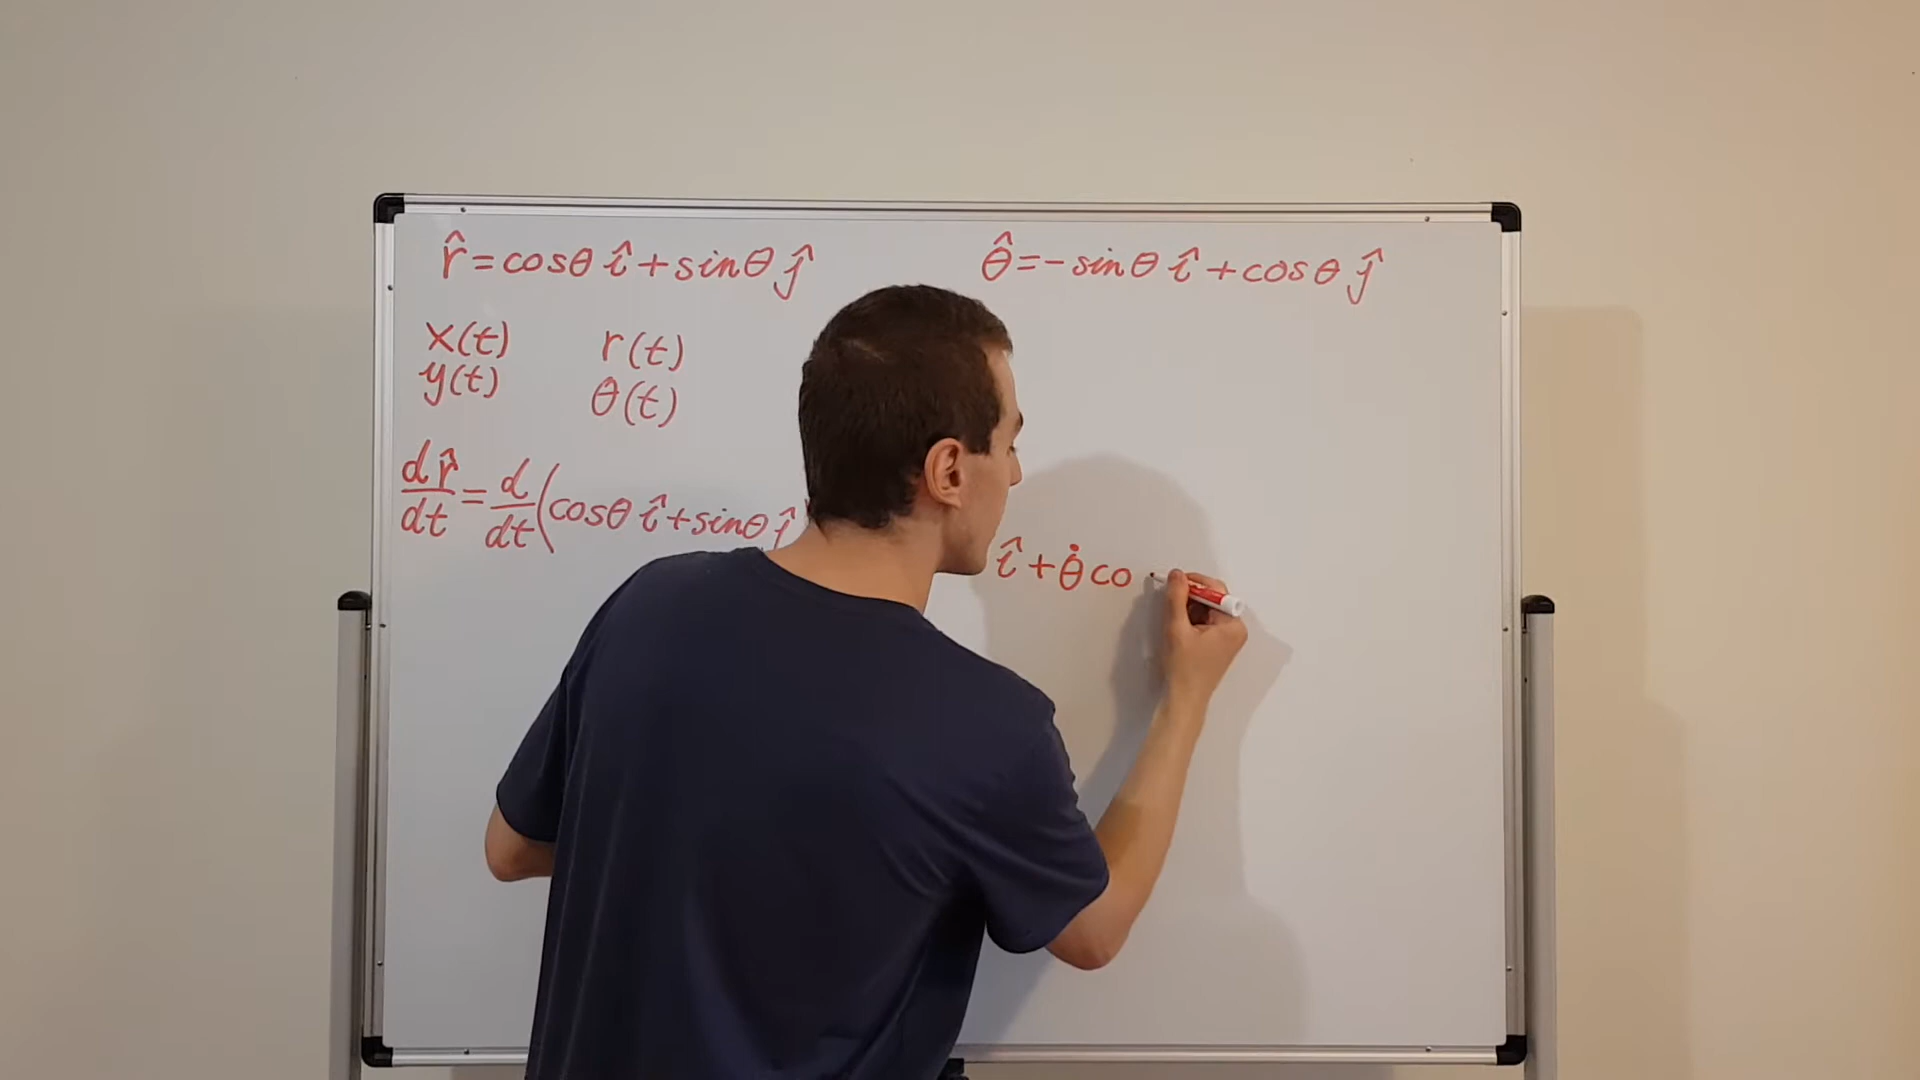 r̂=cosθ î+sinθ ĵ
θ̂=-sinθ î+cosθ ĵ
x(t)
y(t)
r(t)
θ(t)
dr̂/dt=d/dt(cosθ î+sinθ ĵ
î+θ̇co